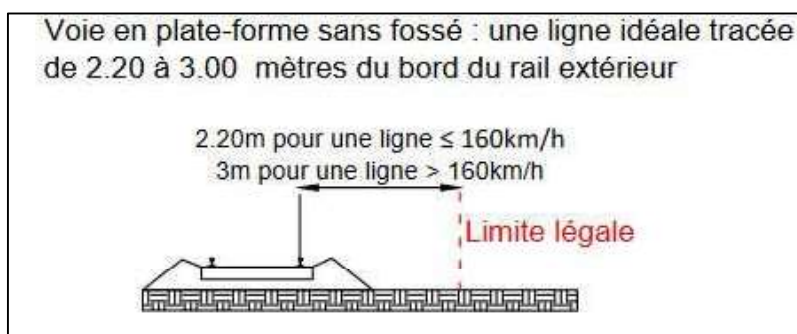 Voie en plate-forme sans fossé : une ligne idéale tracée
de 2.20 à 3.00 mètres du bord du rail extérieur
2.20m pour une ligne ≤ 160km/h
3m pour une ligne > 160km/h
Limite légale